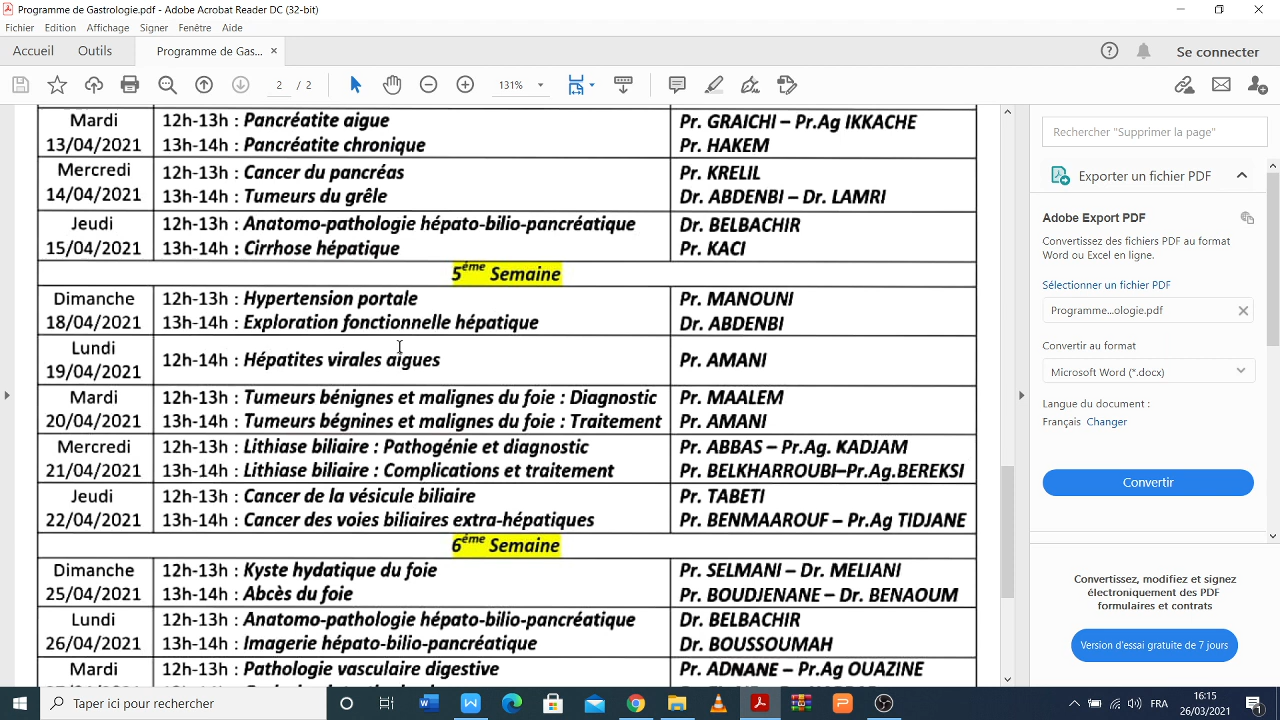 Programme de Gastrologie.pdf - Adobe Acrobat Reader DC (32-bit)
Fichier Edition Affichage Signer Fenêtre Aide
Accueil Outils Programme de Gas... × Se connecter
2 / 2 131%
Mardi 12h-13h : Pancréatite aigue Pr. GRAICHI – Pr.Ag IKKACHE
13/04/2021 13h-14h : Pancréatite chronique Pr. HAKEM
Mercredi 12h-13h : Cancer du pancréas Pr. KRELIL
14/04/2021 13h-14h : Tumeurs du grêle Dr. ABDENBI – Dr. LAMRI
Jeudi 12h-13h : Anatomo-pathologie hépato-bilio-pancréatique Dr. BELBACHIR
15/04/2021 13h-14h : Cirrhose hépatique Pr. KACI
5éme Semaine
Dimanche 12h-13h : Hypertension portale Pr. MANOUNI
18/04/2021 13h-14h : Exploration fonctionnelle hépatique Dr. ABDENBI
Lundi
12h-14h : Hépatites virales aigues Pr. AMANI
19/04/2021
Mardi 12h-13h : Tumeurs bénignes et malignes du foie : Diagnostic Pr. MAALEM
20/04/2021 13h-14h : Tumeurs bégnines et malignes du foie : Traitement Pr. AMANI
Mercredi 12h-13h : Lithiase biliaire : Pathogénie et diagnostic Pr. ABBAS – Pr.Ag. KADJAM
21/04/2021 13h-14h : Lithiase biliaire : Complications et traitement Pr. BELKHARROUBI–Pr.Ag.BEREKSI
Jeudi 12h-13h : Cancer de la vésicule biliaire Pr. TABETI
22/04/2021 13h-14h : Cancer des voies biliaires extra-hépatiques Pr. BENMAAROUF – Pr.Ag TIDJANE
6éme Semaine
Dimanche 12h-13h : Kyste hydatique du foie Pr. SELMANI – Dr. MELIANI
25/04/2021 13h-14h : Abcès du foie Pr. BOUDJENANE – Dr. BENAOUM
Lundi 12h-13h : Anatomo-pathologie hépato-bilio-pancréatique Dr. BELBACHIR
26/04/2021 13h-14h : Imagerie hépato-bilio-pancréatique Dr. BOUSSOUMAH
Mardi 12h-13h : Pathologie vasculaire digestive Pr. ADNANE – Pr.Ag OUAZINE
Rechercher "Supprimer la page"
Exporter un fichier PDF
Adobe Export PDF
Convertissez des fichiers PDF au format
Word ou Excel en ligne.
Sélectionner un fichier PDF
Programme...ologie.pdf
Convertir au format
Microsoft Word (*.docx)
Langue du document :
Français Changer
Convertir
Convertissez, modifiez et signez
électroniquement des PDF
formulaires et contrats
Version d'essai gratuite de 7 jours
Taper ici pour rechercher
FRA
16:15
26/03/2021